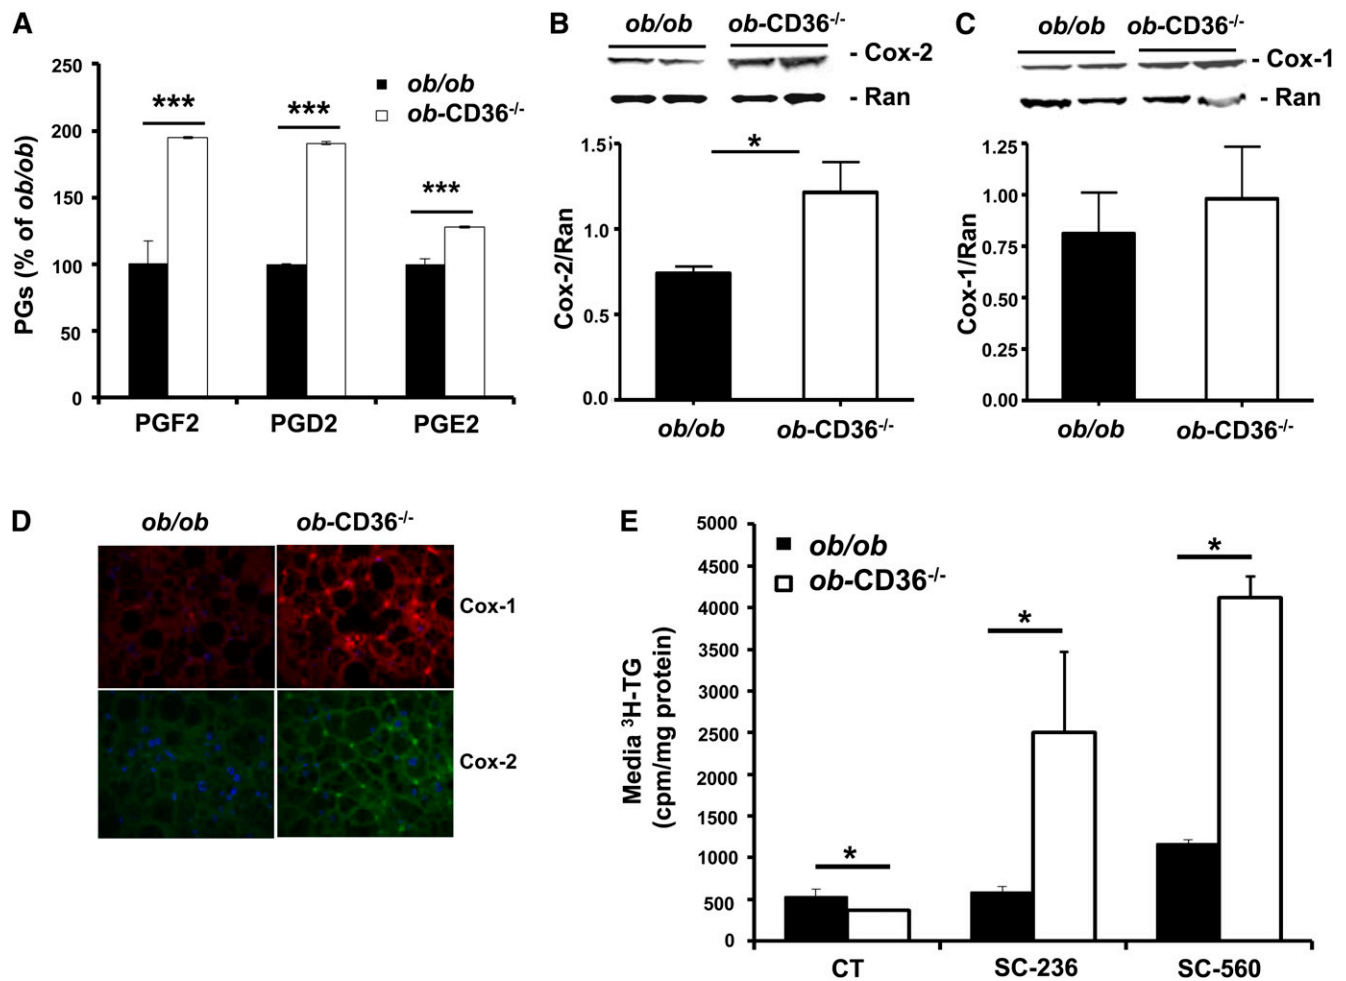 A
250
200
150
100
50
0
PGs (% of ob/ob)
***
***
***
ob/ob
ob-CD36-/-
PGF2
PGD2
PGE2
B
ob/ob
ob-CD36-/-
- Cox-2
- Ran
1.5
1.0
0.5
0.0
Cox-2/Ran
*
ob/ob
ob-CD36-/-
C
ob/ob
ob-CD36-/-
- Cox-1
- Ran
1.25
1.00
0.75
0.50
0.25
0.00
Cox-1/Ran
ob/ob
ob-CD36-/-
D
ob/ob
ob-CD36-/-
Cox-1
Cox-2
E
5000
4500
4000
3500
3000
2500
2000
1500
1000
500
0
Media ³H-TG
(cpm/mg protein)
ob/ob
ob-CD36-/-
*
*
*
CT
SC-236
SC-560